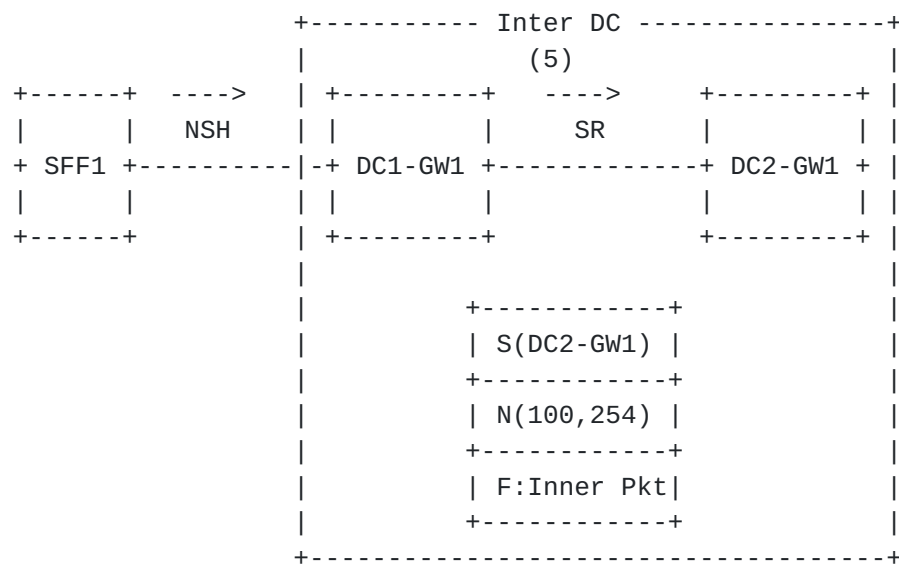 +----------- Inter DC ----------------+
|              (5)                    |
+------+  ---->   | +---------+   ---->     +---------+ |
|      |   NSH    | |         |     SR      |         | |
+ SFF1 +----------|-+ DC1-GW1 +-------------+ DC2-GW1 + |
|      |          | |         |             |         | |
+------+          | +---------+             +---------+ |
|                                     |
|          +------------+             |
|          | S(DC2-GW1) |             |
|          +------------+             |
|          | N(100,254) |             |
|          +------------+             |
|          | F:Inner Pkt|             |
|          +------------+             |
+-------------------------------------+